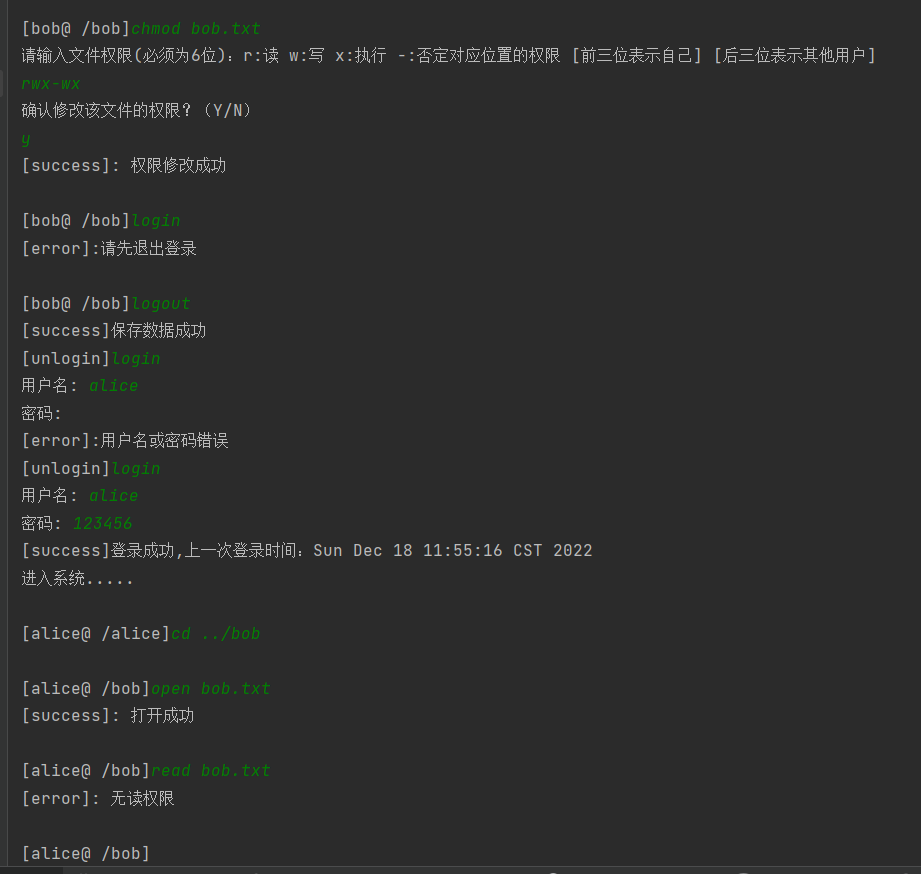 [bob@ /bob]chmod bob.txt
请输入文件权限(必须为6位)：r:读 w:写 x:执行 -:否定对应位置的权限 [前三位表示自己] [后三位表示其他用户]
rwx-wx
确认修改该文件的权限？（Y/N）
y
[success]: 权限修改成功
[bob@ /bob]login
[error]:请先退出登录
[bob@ /bob]logout
[success]保存数据成功
[unlogin]login
用户名: alice
密码:
[error]:用户名或密码错误
[unlogin]login
用户名: alice
密码: 123456
[success]登录成功,上一次登录时间：Sun Dec 18 11:55:16 CST 2022
进入系统.....
[alice@ /alice]cd ../bob
[alice@ /bob]open bob.txt
[success]: 打开成功
[alice@ /bob]read bob.txt
[error]: 无读权限
[alice@ /bob]